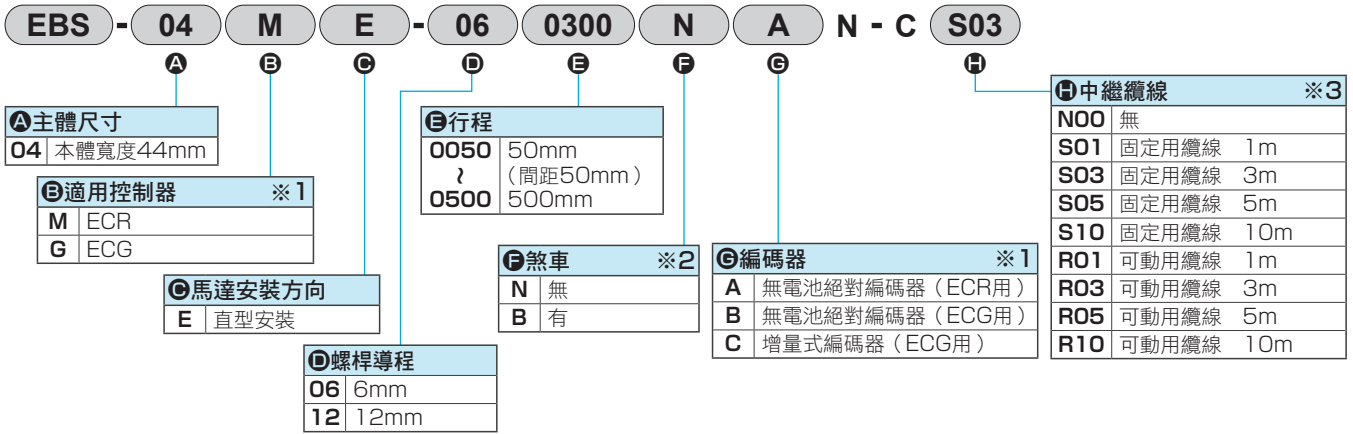 EBS - 04 M E - 06 0300 N A N - C S03
A B C D E F G H
A主體尺寸
04 本體寬度44mm
B適用控制器 ※1
M ECR
G ECG
C馬達安裝方向
E 直型安裝
D螺桿導程
06 6mm
12 12mm
E行程
0050 50mm
~ (間距50mm)
0500 500mm
F煞車 ※2
N 無
B 有
G編碼器 ※1
A 無電池絕對編碼器(ECR用)
B 無電池絕對編碼器(ECG用)
C 增量式編碼器(ECG用)
H中繼纜線 ※3
N00 無
S01 固定用纜線 1m
S03 固定用纜線 3m
S05 固定用纜線 5m
S10 固定用纜線 10m
R01 可動用纜線 1m
R03 可動用纜線 3m
R05 可動用纜線 5m
R10 可動用纜線 10m